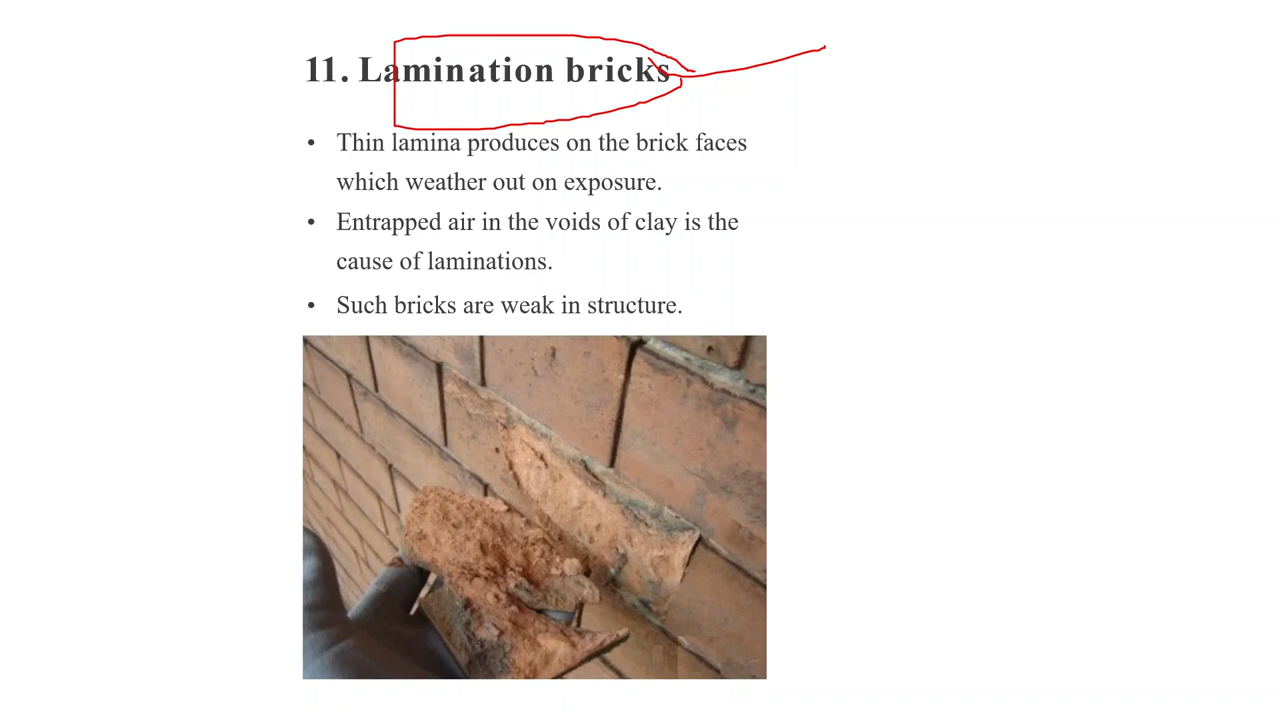 11. Lamination bricks
• Thin lamina produces on the brick faces
which weather out on exposure.
• Entrapped air in the voids of clay is the
cause of laminations.
• Such bricks are weak in structure.